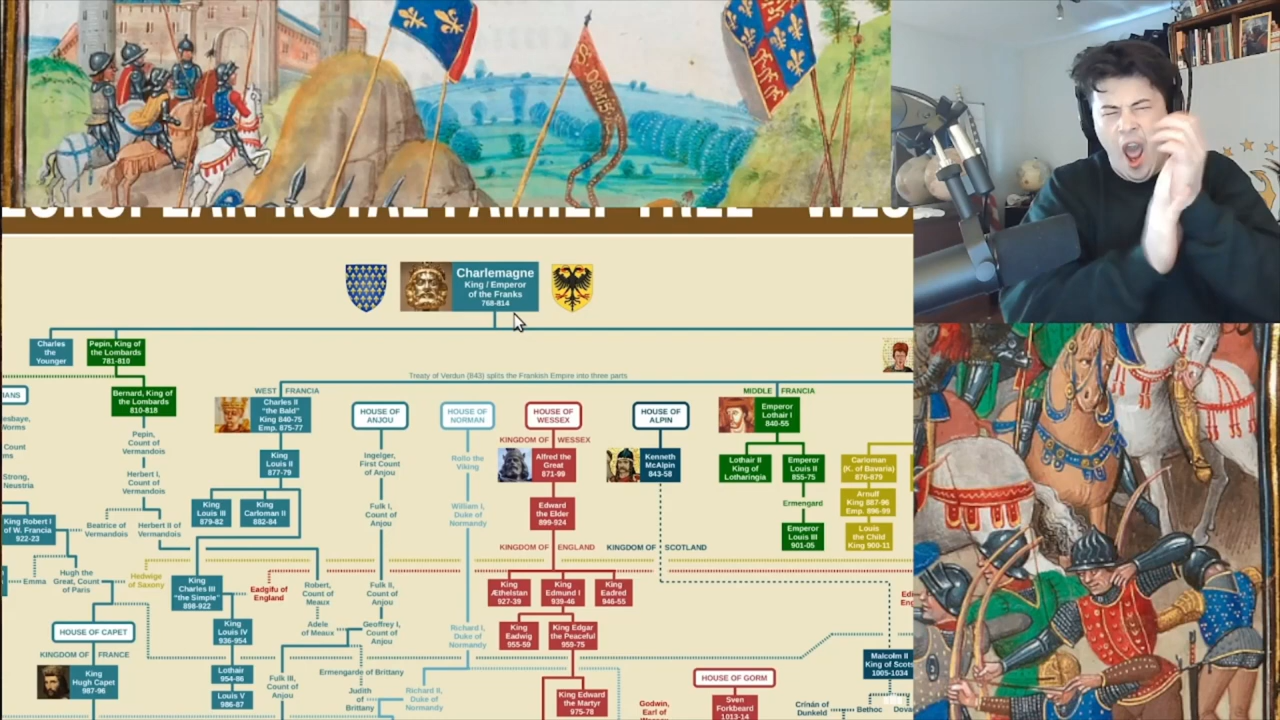 S. DENIS
EUROPEAN ROYAL FAMILY TREE
Charlemagne
King / Emperor
of the Franks
768-814
Charles
the
Younger
Pepin, King of
the Lombards
781-810
Treaty of Verdun (843) splits the Frankish Empire into three parts
IANS
Bernard, King of
the Lombards
810-818
WEST FRANCIA
Charles II
"the Bald"
King 840-75
Emp. 875-77
HOUSE OF
ANJOU
HOUSE OF
NORMAN
HOUSE OF
WESSEX
HOUSE OF
ALPIN
MIDDLE FRANCIA
Emperor
Lothair I
840-55
esbaye,
Worms
Count
ms
Strong,
Neustria
Pepin,
Count of
Vermandois
Herbert I,
Count of
Vermandois
King
Louis II
877-79
Ingelger,
First Count
of Anjou
Rollo the
Viking
KINGDOM OF WESSEX
Alfred the
Great
871-99
Kenneth
McAlpin
843-58
Lothair II
King of
Lotharingia
Emperor
Louis II
855-75
Carloman
(K. of Bavaria)
876-879
King
Louis III
879-82
King
Carloman II
882-84
Fulk I,
Count of
Anjou
William I,
Duke of
Normandy
Edward
the Elder
899-924
Ermengard
Arnulf
King 887-96
Emp. 896-99
King Robert I
of W. Francia
922-23
Beatrice of
Vermandois
Herbert II of
Vermandois
Emperor
Louis III
901-05
Louis
the Child
King 900-11
KINGDOM OF ENGLAND
KINGDOM OF SCOTLAND
Emma
Hugh the
Great, Count
of Paris
Hedwige
of Saxony
King
Charles III
"the Simple"
898-922
Eadgifu of
England
Robert,
Count of
Meaux
Fulk II,
Count of
Anjou
King
Æthelstan
927-39
King
Edmund I
939-46
King
Eadred
946-55
HOUSE OF CAPET
King
Louis IV
936-954
Adele
of Meaux
Geoffrey I,
Count of
Anjou
Richard I,
Duke of
Normandy
King
Eadwig
955-59
King Edgar
the Peaceful
959-75
KINGDOM OF FRANCE
King
Hugh Capet
987-96
Lothair
954-86
Louis V
986-87
Fulk III,
Count of
Anjou
Ermengarde of Brittany
Judith
of
Brittany
Richard II,
Duke of
Normandy
King Edward
the Martyr
975-78
Godwin,
Earl of
HOUSE OF GORM
Sven
Forkbeard
1013-14
Malcolm II
King of Scots
1005-1034
Crínán of
Dunkeld
Bethoc